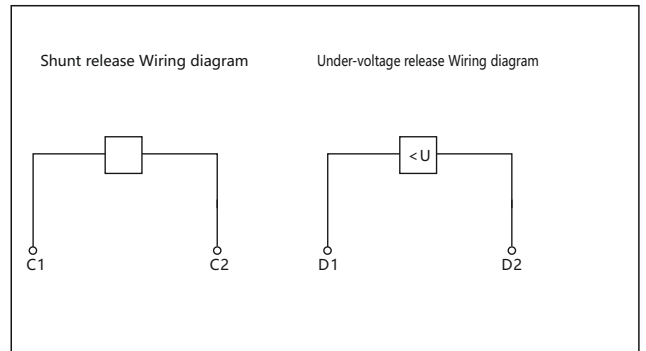 Shunt release Wiring diagram
Under-voltage release Wiring diagram
<U
C1
C2
D1
D2